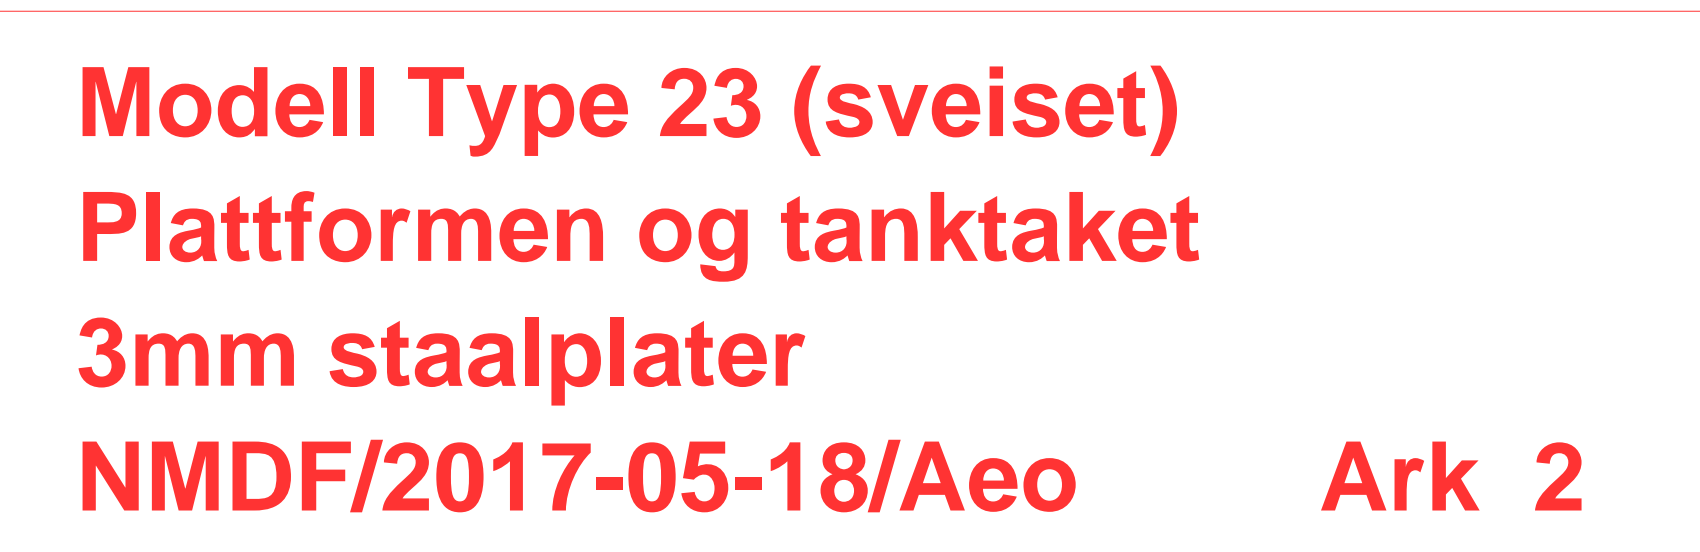 Modell Type 23 (sveiset)
Plattformen og tanktaket
3mm staalplater
NMDF/2017-05-18/Aeo Ark 2